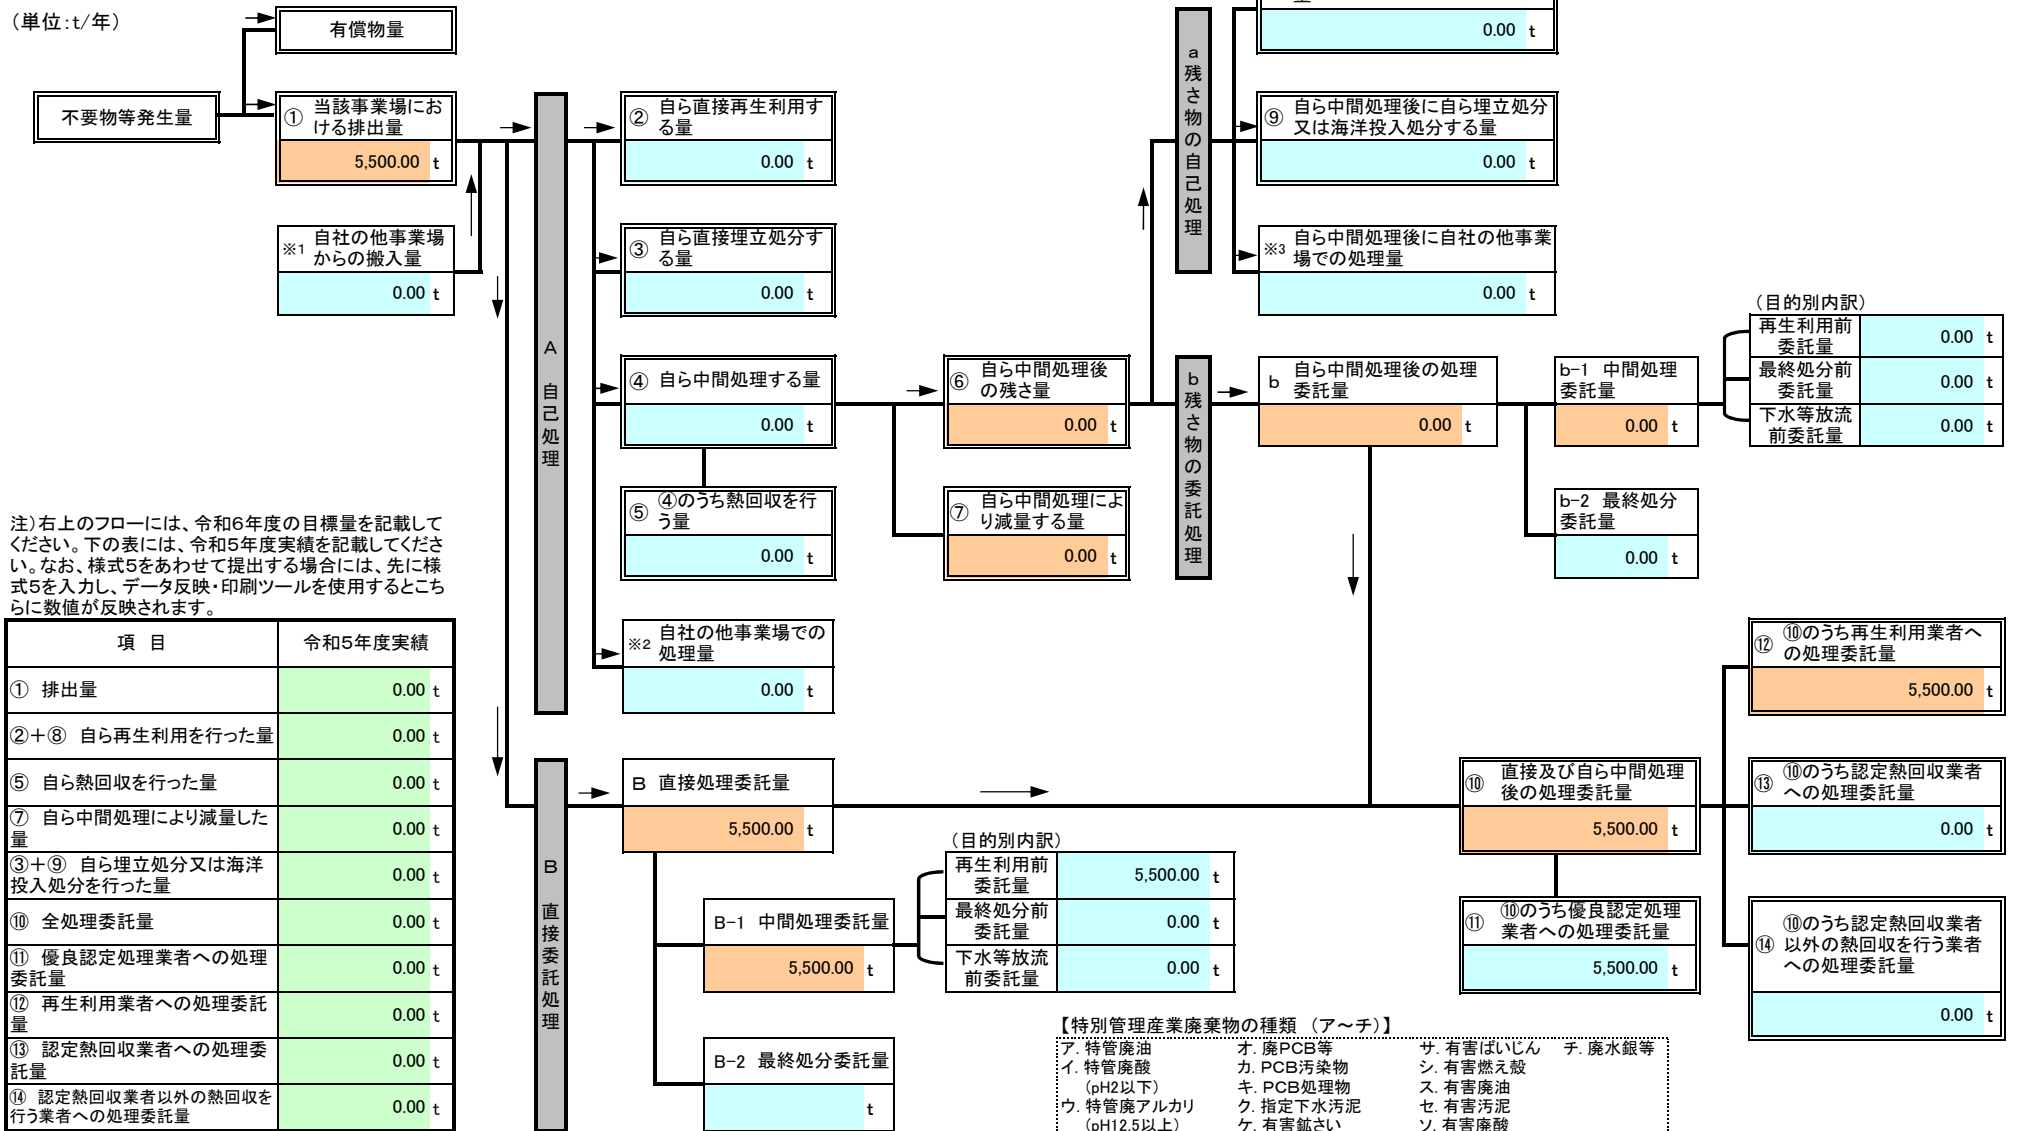 （単位:t/年）
有償物量
0.00 t
不要物等発生量
① 当該事業場にお
ける排出量
5,500.00 t
※1 自社の他事業場
からの搬入量
0.00 t
A 自己処理
② 自ら直接再生利用す
る量
0.00 t
③ 自ら直接埋立処分す
る量
0.00 t
④ 自ら中間処理する量
0.00 t
⑤ ④のうち熱回収を行
う量
0.00 t
※2 自社の他事業場での
処理量
0.00 t
⑥ 自ら中間処理後
の残さ量
0.00 t
⑦ 自ら中間処理によ
り減量する量
0.00 t
a残さ物の自己処理
⑨ 自ら中間処理後に自ら埋立処分
又は海洋投入処分する量
0.00 t
※3 自ら中間処理後に自社の他事業
場での処理量
0.00 t
b残さ物の委託処理
b 自ら中間処理後の処理
委託量
0.00 t
b-1 中間処理
委託量
0.00 t
b-2 最終処分
委託量
0.00 t
（目的別内訳）
再生利用前
委託量
0.00 t
最終処分前
委託量
0.00 t
下水等放流
前委託量
0.00 t
注）右上のフローには、令和6年度の目標量を記載して
ください。下の表には、令和5年度実績を記載してくださ
い。なお、様式5をあわせて提出する場合には、先に様
式5を入力し、データ反映・印刷ツールを使用するとこち
らに数値が反映されます。
項 目 令和5年度実績
① 排出量 0.00 t
②＋⑧ 自ら再生利用を行った量 0.00 t
⑤ 自ら熱回収を行った量 0.00 t
⑦ 自ら中間処理により減量した
量 0.00 t
③＋⑨ 自ら埋立処分又は海洋
投入処分を行った量 0.00 t
⑩ 全処理委託量 0.00 t
⑪ 優良認定処理業者への処理
委託量 0.00 t
⑫ 再生利用業者への処理委託
量 0.00 t
⑬ 認定熱回収業者への処理委
託量 0.00 t
⑭ 認定熱回収業者以外の熱回収を
行う業者への処理委託量 0.00 t
B 直接委託処理
B 直接処理委託量
5,500.00 t
B-1 中間処理委託量
5,500.00 t
B-2 最終処分委託量
t
（目的別内訳）
再生利用前
委託量
5,500.00 t
最終処分前
委託量
0.00 t
下水等放流
前委託量
0.00 t
⑩ 直接及び自ら中間処理
後の処理委託量
5,500.00 t
⑪ ⑩のうち優良認定処理
業者への処理委託量
5,500.00 t
⑫ ⑩のうち再生利用業者へ
の処理委託量
5,500.00 t
⑬ ⑩のうち認定熱回収業者
への処理委託量
0.00 t
⑭ ⑩のうち認定熱回収業者
以外の熱回収を行う業者
への処理委託量
0.00 t
【特別管理産業廃棄物の種類 （ア～チ）】
ア. 特管廃油 オ. 廃PCB等 サ. 有害ばいじん チ. 廃水銀等
イ. 特管廃酸 カ. PCB汚染物 シ. 有害燃え殻
（pH2以下） キ. PCB処理物 ス. 有害廃油
ウ. 特管廃アルカリ ク. 指定下水汚泥 セ. 有害汚泥
（pH12.5以上） ケ. 有害鉱さい ソ. 有害廃酸